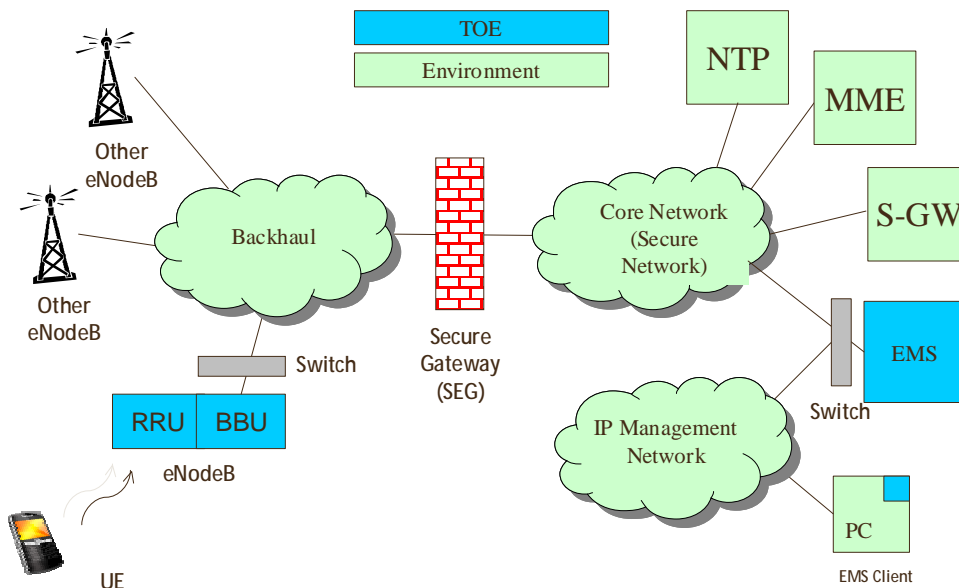 TOE
Environment
NTP
MME
Other
eNodeB
Backhaul
Core Network
(Secure
Network)
S-GW
Other
eNodeB
Secure
Gateway
(SEG)
Switch
EMS
Switch
RRU
BBU
eNodeB
IP Management
Network
PC
EMS Client
UE